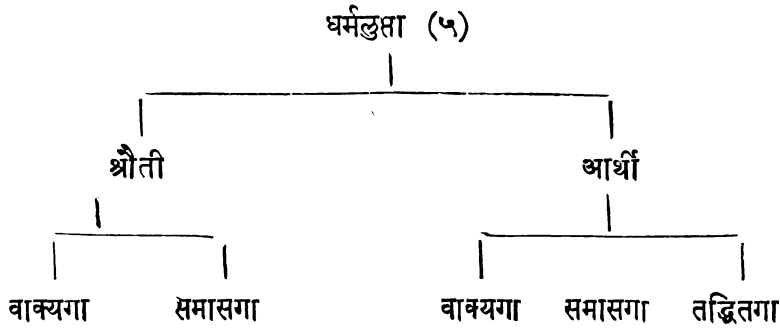 धर्मलुप्ता (५)
श्रौती आर्थी
वाक्यगा समासगा वाक्यगा समासगा तद्धितगा